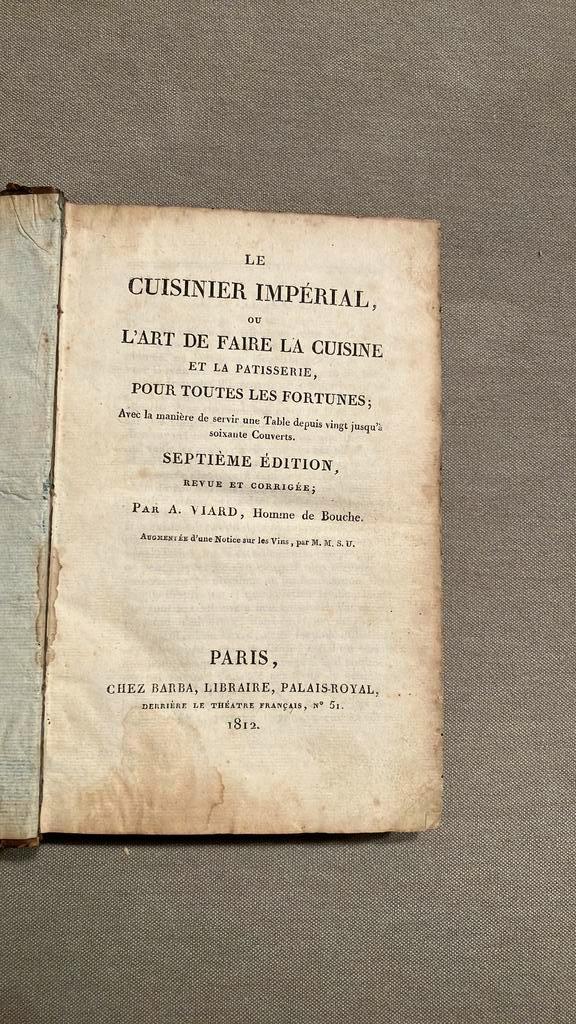 LE
CUISINIER IMPÉRIAL,
OU
L'ART DE FAIRE LA CUISINE
ET LA PATISSERIE,
POUR TOUTES LES FORTUNES;
Avec la manière de servir une Table depuis vingt jusqu'à
soixante Couverts.
SEPTIÈME ÉDITION,
REVUE ET CORRIGÉE;
PAR A. VIARD, Homme de Bouche.
AUGMENTÉE d'une Notice sur les Vins, par M. M. S. U.
PARIS,
CHEZ BARBA, LIBRAIRE, PALAIS-ROYAL,
DERRIÈRE LE THÉATRE FRANÇAIS, N° 51.
1812.